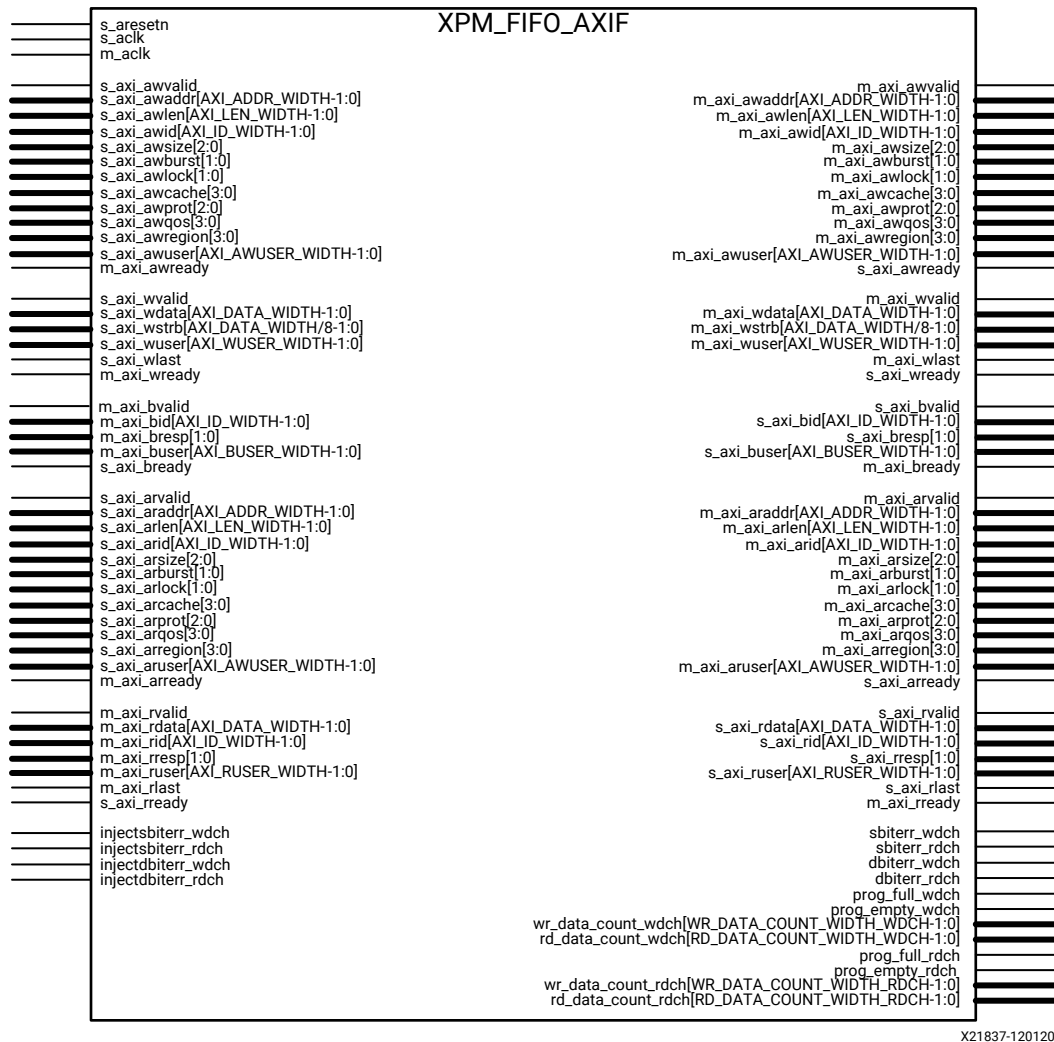 XPM_FIFO_AXIF
s_aresetn
s_aclk
m_aclk
s_axi_awvalid
s_axi_awaddr[AXI_ADDR_WIDTH-1:0]
s_axi_awlen[AXI_LEN_WIDTH-1:0]
s_axi_awid[AXI_ID_WIDTH-1:0]
s_axi_awsize[2:0]
s_axi_awburst[1:0]
s_axi_awlock[1:0]
s_axi_awcache[3:0]
s_axi_awprot[2:0]
s_axi_awqos[3:0]
s_axi_awregion[3:0]
s_axi_awuser[AXI_AWUSER_WIDTH-1:0]
m_axi_awready
s_axi_wvalid
s_axi_wdata[AXI_DATA_WIDTH-1:0]
s_axi_wstrb[AXI_DATA_WIDTH/8-1:0]
s_axi_wuser[AXI_WUSER_WIDTH-1:0]
s_axi_wlast
m_axi_wready
m_axi_bvalid
m_axi_bid[AXI_ID_WIDTH-1:0]
m_axi_bresp[1:0]
m_axi_buser[AXI_BUSER_WIDTH-1:0]
s_axi_bready
s_axi_arvalid
s_axi_araddr[AXI_ADDR_WIDTH-1:0]
s_axi_arlen[AXI_LEN_WIDTH-1:0]
s_axi_arid[AXI_ID_WIDTH-1:0]
s_axi_arsize[2:0]
s_axi_arburst[1:0]
s_axi_arlock[1:0]
s_axi_arcache[3:0]
s_axi_arprot[2:0]
s_axi_arqos[3:0]
s_axi_arregion[3:0]
s_axi_aruser[AXI_AWUSER_WIDTH-1:0]
m_axi_arready
m_axi_rvalid
m_axi_rdata[AXI_DATA_WIDTH-1:0]
m_axi_rid[AXI_ID_WIDTH-1:0]
m_axi_rresp[1:0]
m_axi_ruser[AXI_RUSER_WIDTH-1:0]
m_axi_rlast
s_axi_rready
injectsbiterr_wdch
injectsbiterr_rdch
injectdbiterr_wdch
injectdbiterr_rdch
m_axi_awvalid
m_axi_awaddr[AXI_ADDR_WIDTH-1:0]
m_axi_awlen[AXI_LEN_WIDTH-1:0]
m_axi_awid[AXI_ID_WIDTH-1:0]
m_axi_awsize[2:0]
m_axi_awburst[1:0]
m_axi_awlock[1:0]
m_axi_awcache[3:0]
m_axi_awprot[2:0]
m_axi_awqos[3:0]
m_axi_awregion[3:0]
m_axi_awuser[AXI_AWUSER_WIDTH-1:0]
s_axi_awready
m_axi_wvalid
m_axi_wdata[AXI_DATA_WIDTH-1:0]
m_axi_wstrb[AXI_DATA_WIDTH/8-1:0]
m_axi_wuser[AXI_WUSER_WIDTH-1:0]
m_axi_wlast
s_axi_wready
s_axi_bvalid
s_axi_bid[AXI_ID_WIDTH-1:0]
s_axi_bresp[1:0]
s_axi_buser[AXI_BUSER_WIDTH-1:0]
m_axi_bready
m_axi_arvalid
m_axi_araddr[AXI_ADDR_WIDTH-1:0]
m_axi_arlen[AXI_LEN_WIDTH-1:0]
m_axi_arid[AXI_ID_WIDTH-1:0]
m_axi_arsize[2:0]
m_axi_arburst[1:0]
m_axi_arlock[1:0]
m_axi_arcache[3:0]
m_axi_arprot[2:0]
m_axi_arqos[3:0]
m_axi_arregion[3:0]
m_axi_aruser[AXI_AWUSER_WIDTH-1:0]
s_axi_arready
s_axi_rvalid
s_axi_rdata[AXI_DATA_WIDTH-1:0]
s_axi_rid[AXI_ID_WIDTH-1:0]
s_axi_rresp[1:0]
s_axi_ruser[AXI_RUSER_WIDTH-1:0]
s_axi_rlast
m_axi_rready
sbiterr_wdch
sbiterr_rdch
dbiterr_wdch
dbiterr_rdch
prog_full_wdch
prog_empty_wdch
wr_data_count_wdch[WR_DATA_COUNT_WIDTH_WDCH-1:0]
rd_data_count_wdch[RD_DATA_COUNT_WIDTH_WDCH-1:0]
prog_full_rdch
prog_empty_rdch
wr_data_count_rdch[WR_DATA_COUNT_WIDTH_RDCH-1:0]
rd_data_count_rdch[RD_DATA_COUNT_WIDTH_RDCH-1:0]
X21837-120120